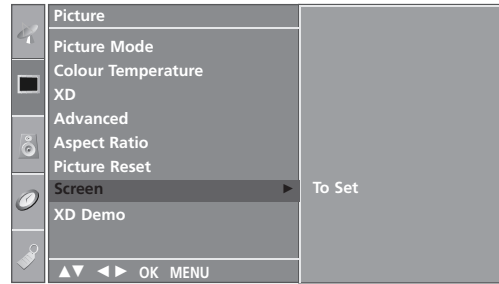 Picture
Picture Mode
Colour Temperature
XD
Advanced
Aspect Ratio
Picture Reset
Screen ► To Set
XD Demo
▲▼ ◄► OK MENU